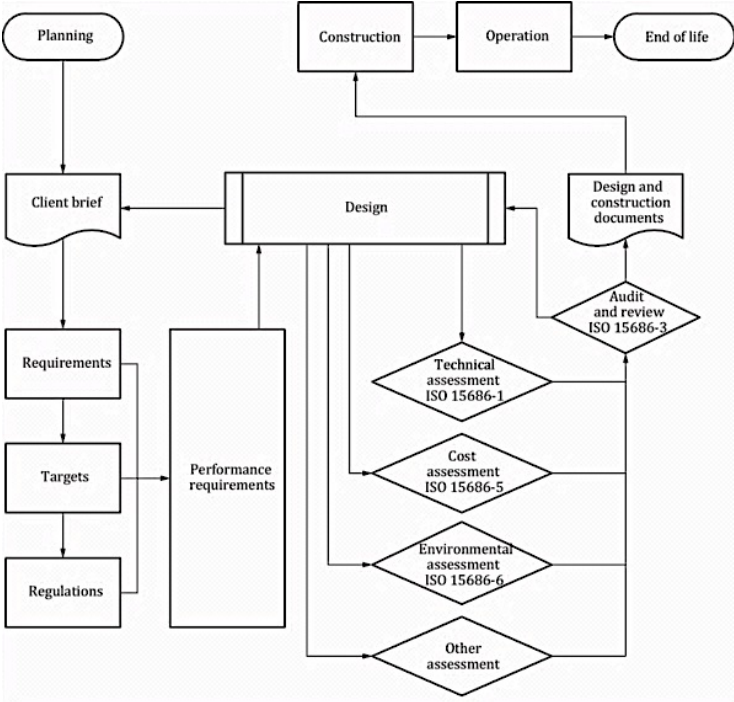 Planning
Construction
Operation
End of life
Client brief
Design
Design and
construction
documents
Audit
and review
ISO 15686-3
Requirements
Technical
assessment
ISO 15686-1
Targets
Performance
requirements
Cost
assessment
ISO 15686-5
Regulations
Environmental
assessment
ISO 15686-6
Other
assessment